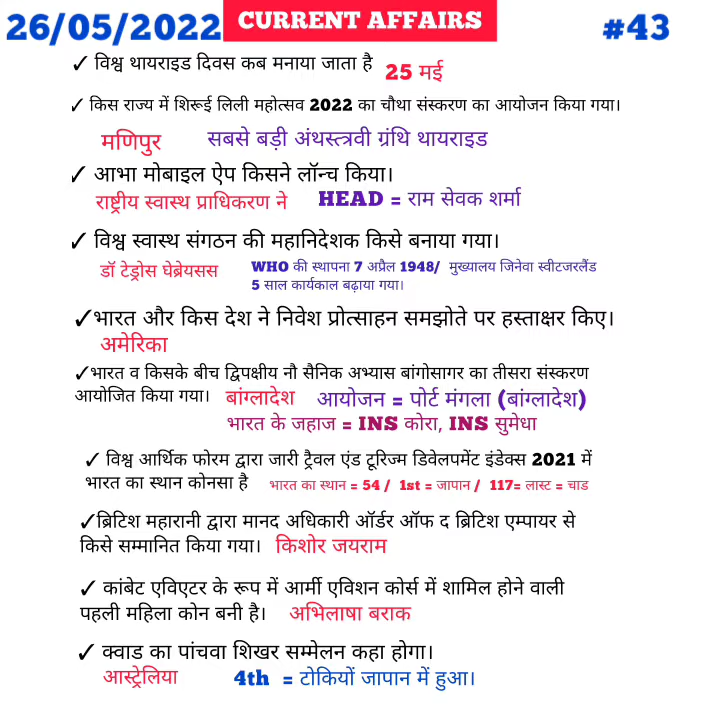 26/05/2022 CURRENT AFFAIRS #43
✓ विश्व थायराइड दिवस कब मनाया जाता है 25 मई
✓ किस राज्य में शिरूई लिली महोत्सव 2022 का चौथा संस्करण का आयोजन किया गया।
मणिपुर सबसे बड़ी अंथस्त्रवी ग्रंथि थायराइड
✓ आभा मोबाइल ऐप किसने लॉन्च किया।
राष्ट्रीय स्वास्थ प्राधिकरण ने HEAD = राम सेवक शर्मा
✓ विश्व स्वास्थ संगठन की महानिदेशक किसे बनाया गया।
डॉ टेड्रोस घेब्रेयसस WHO की स्थापना 7 अप्रैल 1948/ मुख्यालय जिनेवा स्वीटजरलैंड
5 साल कार्यकाल बढ़ाया गया।
✓भारत और किस देश ने निवेश प्रोत्साहन समझोते पर हस्ताक्षर किए।
अमेरिका
✓भारत व किसके बीच द्विपक्षीय नौ सैनिक अभ्यास बांगोसागर का तीसरा संस्करण
आयोजित किया गया। बांग्लादेश आयोजन = पोर्ट मंगला (बांग्लादेश)
भारत के जहाज = INS कोरा, INS सुमेधा
✓ विश्व आर्थिक फोरम द्वारा जारी ट्रैवल एंड टूरिज्म डिवेलपमेंट इंडेक्स 2021 में
भारत का स्थान कोनसा है भारत का स्थान = 54 / 1st = जापान / 117= लास्ट = चाड
✓ब्रिटिश महारानी द्वारा मानद अधिकारी ऑर्डर ऑफ द ब्रिटिश एम्पायर से
किसे सम्मानित किया गया। किशोर जयराम
✓ कांबेट एविएटर के रूप में आर्मी एविशन कोर्स में शामिल होने वाली
पहली महिला कोन बनी है। अभिलाषा बराक
✓ क्वाड का पांचवा शिखर सम्मेलन कहा होगा।
आस्ट्रेलिया 4th = टोकियों जापान में हुआ।